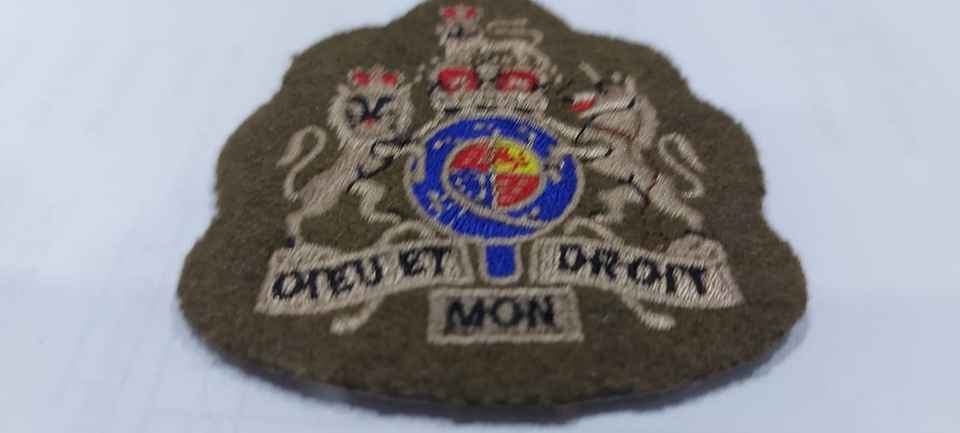 DIEU ET DROIT
MON